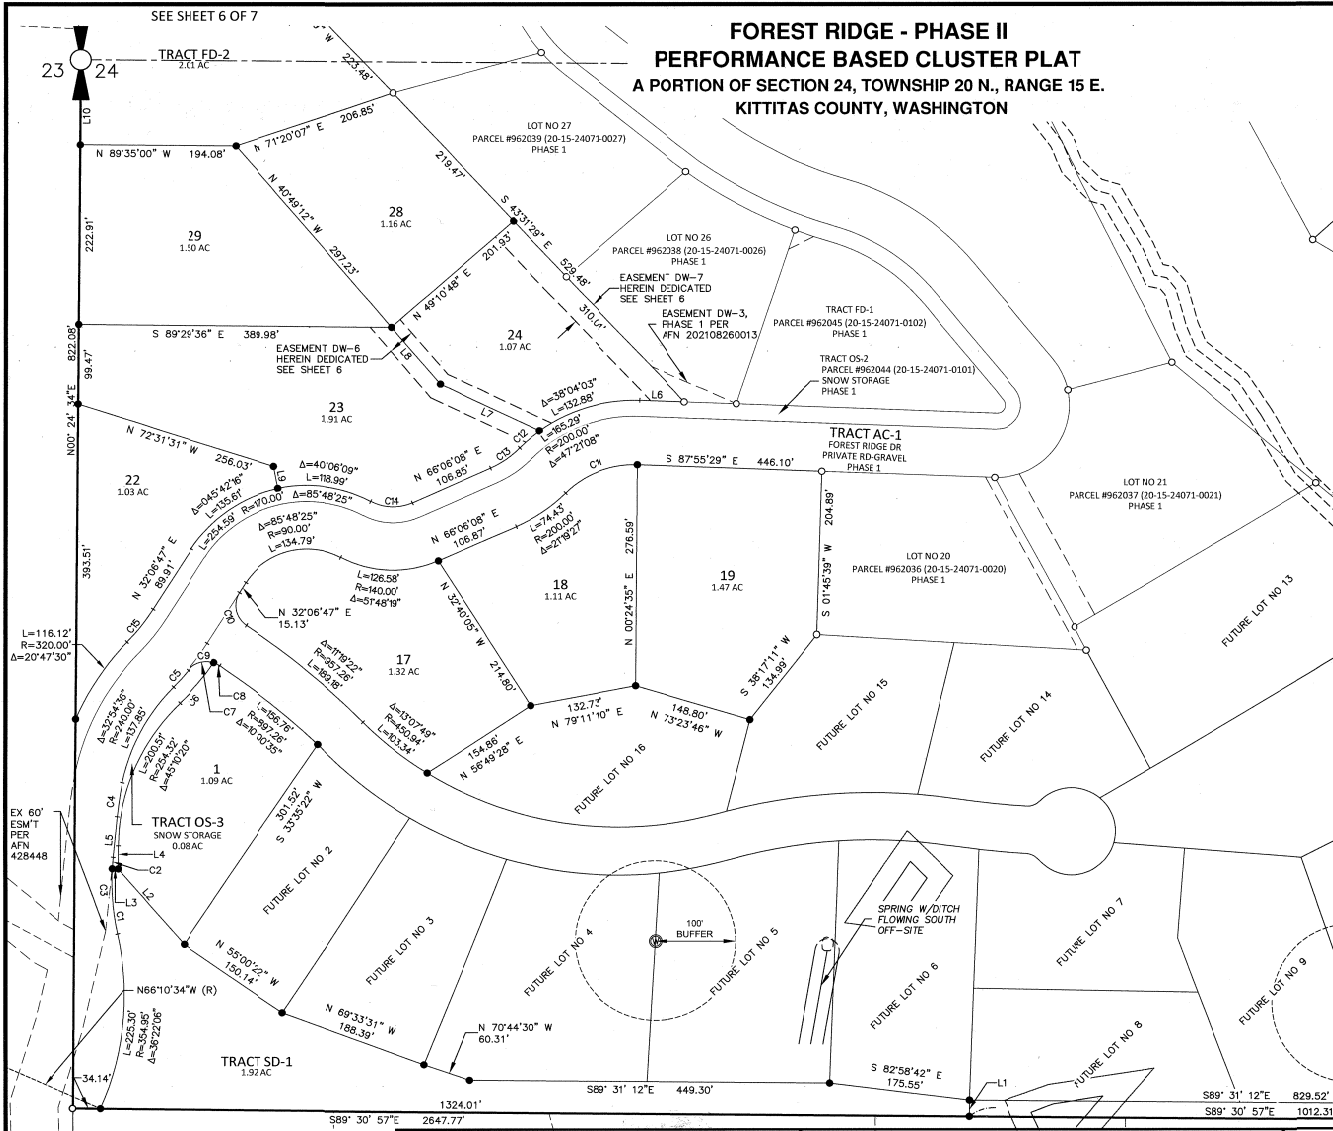 SEE SHEET 6 OF 7
FOREST RIDGE - PHASE II
PERFORMANCE BASED CLUSTER PLAT
A PORTION OF SECTION 24, TOWNSHIP 20 N., RANGE 15 E.
KITTITAS COUNTY, WASHINGTON
TRACT FD-2
2.01 AC
23
24
L10
223.48'
N 71°20'07" E 206.85'
N 89°35'00" W 194.08'
LOT NO 27
PARCEL #962039 (20-15-24071-0027)
PHASE 1
219.47'
N 40°49'12" W 297.23'
28
1.16 AC
29
1.50 AC
222.91'
S 43°31'29" E 529.48'
N 49°10'48" E 201.93'
LOT NO 26
PARCEL #962038 (20-15-24071-0026)
PHASE 1
EASEMENT DW-7
HEREIN DEDICATED
SEE SHEET 6
EASEMENT DW-3,
PHASE 1 PER
AFN 202108260013
TRACT FD-1
PARCEL #962045 (20-15-24071-0102)
PHASE 1
S 89°29'36" E 389.98'
EASEMENT DW-6
HEREIN DEDICATED
SEE SHEET 6
24
1.07 AC
TRACT OS-2
PARCEL #962044 (20-15-24071-0101)
SNOW STORAGE
PHASE 1
L8
L7
L6
N00° 24' 34"E 822.08'
99.47'
23
1.91 AC
Δ=38°04'03"
L=132.88'
L=165.29'
R=200.00'
Δ=47°21'08"
C12
C13
TRACT AC-1
FOREST RIDGE DR
PRIVATE RD-GRAVEL
PHASE 1
N 72°31'31" W 256.03'
L9
Δ=40°06'09"
L=118.99'
Δ=85°48'25"
R=170.00'
L=254.59'
Δ=045°42'16"
L=135.61'
C14
N 66°06'08" E
106.85'
S 87°55'29" E 446.10'
22
1.03 AC
LOT NO 21
PARCEL #962037 (20-15-24071-0021)
PHASE 1
Δ=85°48'25"
R=90.00'
L=134.79'
N 66°06'08" E
106.87'
L=74.43'
R=200.00'
Δ=21°19'27"
276.59'
N 00°24'35" E
204.89'
S 01°45'39" W
LOT NO 20
PARCEL #962036 (20-15-24071-0020)
PHASE 1
393.51'
N 32°06'47" E
89.91'
L=126.58'
R=140.00'
Δ=51°48'19"
18
1.11 AC
19
1.47 AC
FUTURE LOT NO 13
N 32°06'47" E
15.13'
C10
C15
L=116.12'
R=320.00'
Δ=20°47'30"
N 32°40'05" W 214.80'
17
1.32 AC
Δ=11°19'22"
R=957.26'
L=189.18'
S 38°17'11" W
134.99'
C9
C5
C8
C7
Δ=32°54'36"
R=240.00'
L=137.85'
L=156.76'
R=897.26'
Δ=10°00'35"
Δ=13°07'49"
R=450.94'
L=103.34'
132.73'
N 79°11'10" E
148.80'
N 73°23'46" W
FUTURE LOT NO 15
FUTURE LOT NO 14
L=200.51'
R=254.32'
Δ=45°10'20"
1
1.09 AC
154.86'
N 56°49'28" E
FUTURE LOT NO 16
301.52'
S 33°35'22" W
C4
EX 60'
ESM'T
PER
AFN
428448
TRACT OS-3
SNOW STORAGE
0.08AC
L5
L4
C2
C3
L3
L2
C1
FUTURE LOT NO 2
FUTURE LOT NO 3
FUTURE LOT NO 4
100'
BUFFER
W
FUTURE LOT NO 5
SPRING W/DITCH
FLOWING SOUTH
OFF-SITE
FUTURE LOT NO 6
FUTURE LOT NO 7
FUTURE LOT NO 9
FUTURE LOT NO 8
N 55°00'22" W
150.14'
N66°10'34"W (R)
N 69°33'31" W
188.39'
L=225.30'
R=354.95'
Δ=36°22'06"
N 70°44'30" W
60.31'
TRACT SD-1
1.92AC
34.14'
S 82°58'42" E
175.55'
S89° 31' 12"E 449.30'
L1
S89° 31' 12"E 829.52'
1324.01'
S89° 30' 57"E 2647.77'
S89° 30' 57"E 1012.31